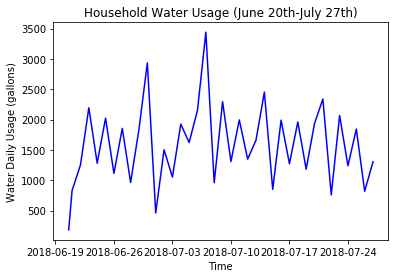 Household Water Usage (June 20th-July 27th)
Water Daily Usage (gallons)
3500
3000
2500
2000
1500
1000
500
2018-06-19 2018-06-26 2018-07-03 2018-07-10 2018-07-17 2018-07-24
Time